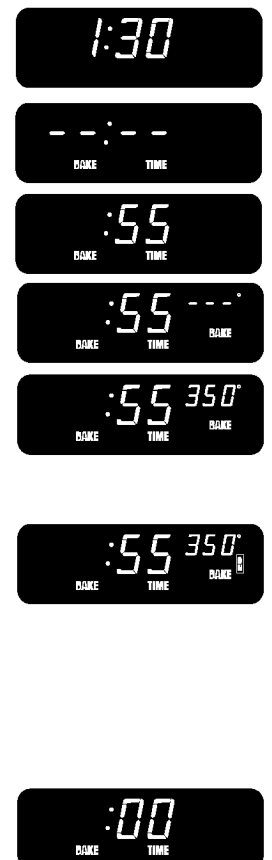 1:30
--:--
BAKE TIME
:55
BAKE TIME
:55 ---°
BAKE TIME BAKE
:55 350°
BAKE TIME BAKE
:55 350°
BAKE TIME BAKE ON
:00
BAKE TIME